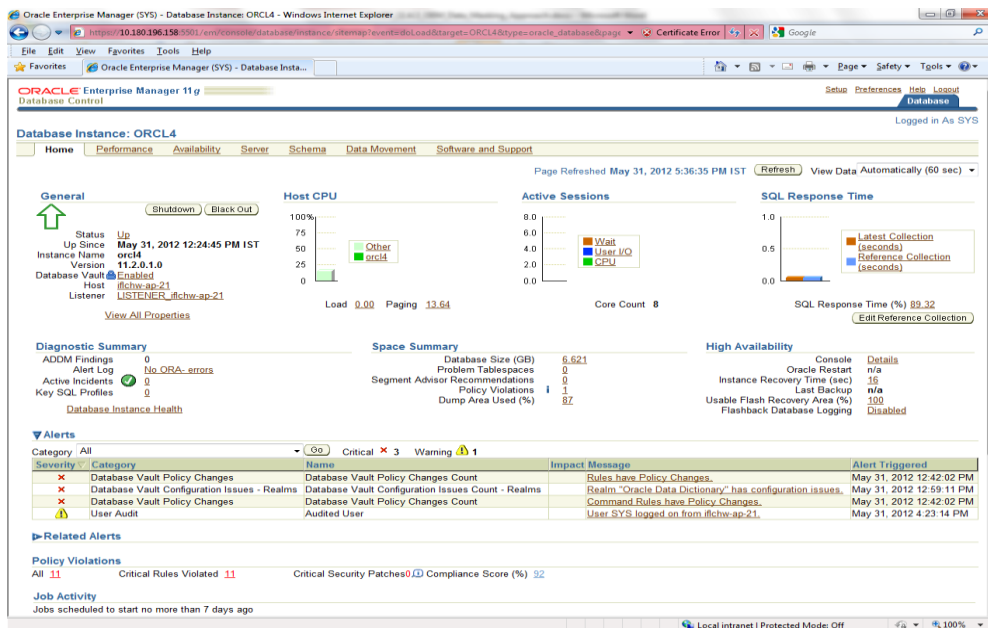 Oracle Enterprise Manager (SYS) - Database Instance: ORCL4 - Windows Internet Explorer
https://10.180.196.158:5501/em/console/database/instance/sitemap?event=doLoad&target=ORCL4&type=oracle_database&page
Certificate Error
Google
File Edit View Favorites Tools Help
Favorites
Oracle Enterprise Manager (SYS) - Database Insta...
Page Safety Tools
ORACLE Enterprise Manager 11g
Database Control
Setup Preferences Help Logout
Database
Logged in As SYS
Database Instance: ORCL4
Home Performance Availability Server Schema Data Movement Software and Support
Page Refreshed May 31, 2012 5:36:35 PM IST Refresh View Data Automatically (60 sec)
General
Shutdown Black Out
Status Up
Up Since May 31, 2012 12:24:45 PM IST
Instance Name orcl4
Version 11.2.0.1.0
Database Vault Enabled
Host iflchw-ap-21
Listener LISTENER_iflchw-ap-21
View All Properties
Host CPU
100%
75
50
25
0
Other
orcl4
Load 0.00 Paging 13.64
Active Sessions
8.0
6.0
4.0
2.0
0.0
Wait
User I/O
CPU
Core Count 8
SQL Response Time
1.0
0.5
0.0
Latest Collection (seconds)
Reference Collection (seconds)
SQL Response Time (%) 89.32
Edit Reference Collection
Diagnostic Summary
ADDM Findings 0
Alert Log No ORA- errors
Active Incidents 0
Key SQL Profiles 0
Database Instance Health
Space Summary
Database Size (GB) 6.621
Problem Tablespaces 0
Segment Advisor Recommendations 0
Policy Violations i 1
Dump Area Used (%) 87
High Availability
Console Details
Oracle Restart n/a
Instance Recovery Time (sec) 16
Last Backup n/a
Usable Flash Recovery Area (%) 100
Flashback Database Logging Disabled
Alerts
Category All Go Critical 3 Warning 1
Severity Category Name Impact Message Alert Triggered
Database Vault Policy Changes Database Vault Policy Changes Count Rules have Policy Changes. May 31, 2012 12:42:02 PM
Database Vault Configuration Issues - Realms Database Vault Configuration Issues Count - Realms Realm "Oracle Data Dictionary" has configuration issues. May 31, 2012 12:59:11 PM
Database Vault Policy Changes Database Vault Policy Changes Count Command Rules have Policy Changes. May 31, 2012 12:42:02 PM
User Audit Audited User User SYS logged on from iflchw-ap-21. May 31, 2012 4:23:14 PM
Related Alerts
Policy Violations
All 11 Critical Rules Violated 11 Critical Security Patches 0 Compliance Score (%) 92
Job Activity
Jobs scheduled to start no more than 7 days ago
Local intranet | Protected Mode: Off 100%